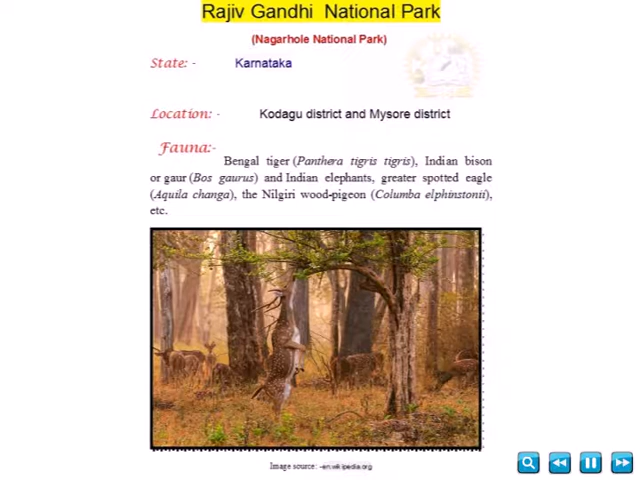 Rajiv Gandhi  National Park
(Nagarhole National Park)
State: -  Karnataka
Location: -  Kodagu district and Mysore district
Fauna:-
Bengal tiger (Panthera tigris tigris), Indian bison
or gaur (Bos gaurus) and Indian elephants, greater spotted eagle
(Aquila changa), the Nilgiri wood-pigeon (Columba elphinstonii),
etc.
Image source: -en.wikipedia.org